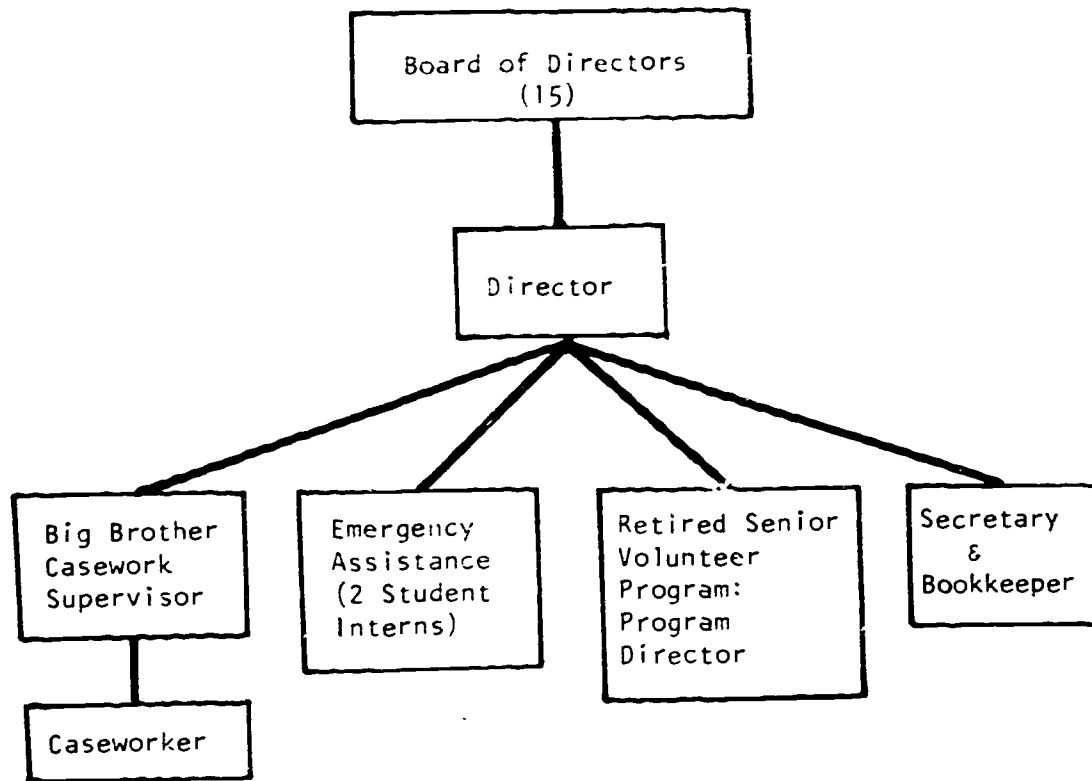 Board of Directors
(15)
Director
Big Brother
Casework
Supervisor
Emergency
Assistance
(2 Student
Interns)
Retired Senior
Volunteer
Program:
Program
Director
Secretary
&
Bookkeeper
Caseworker